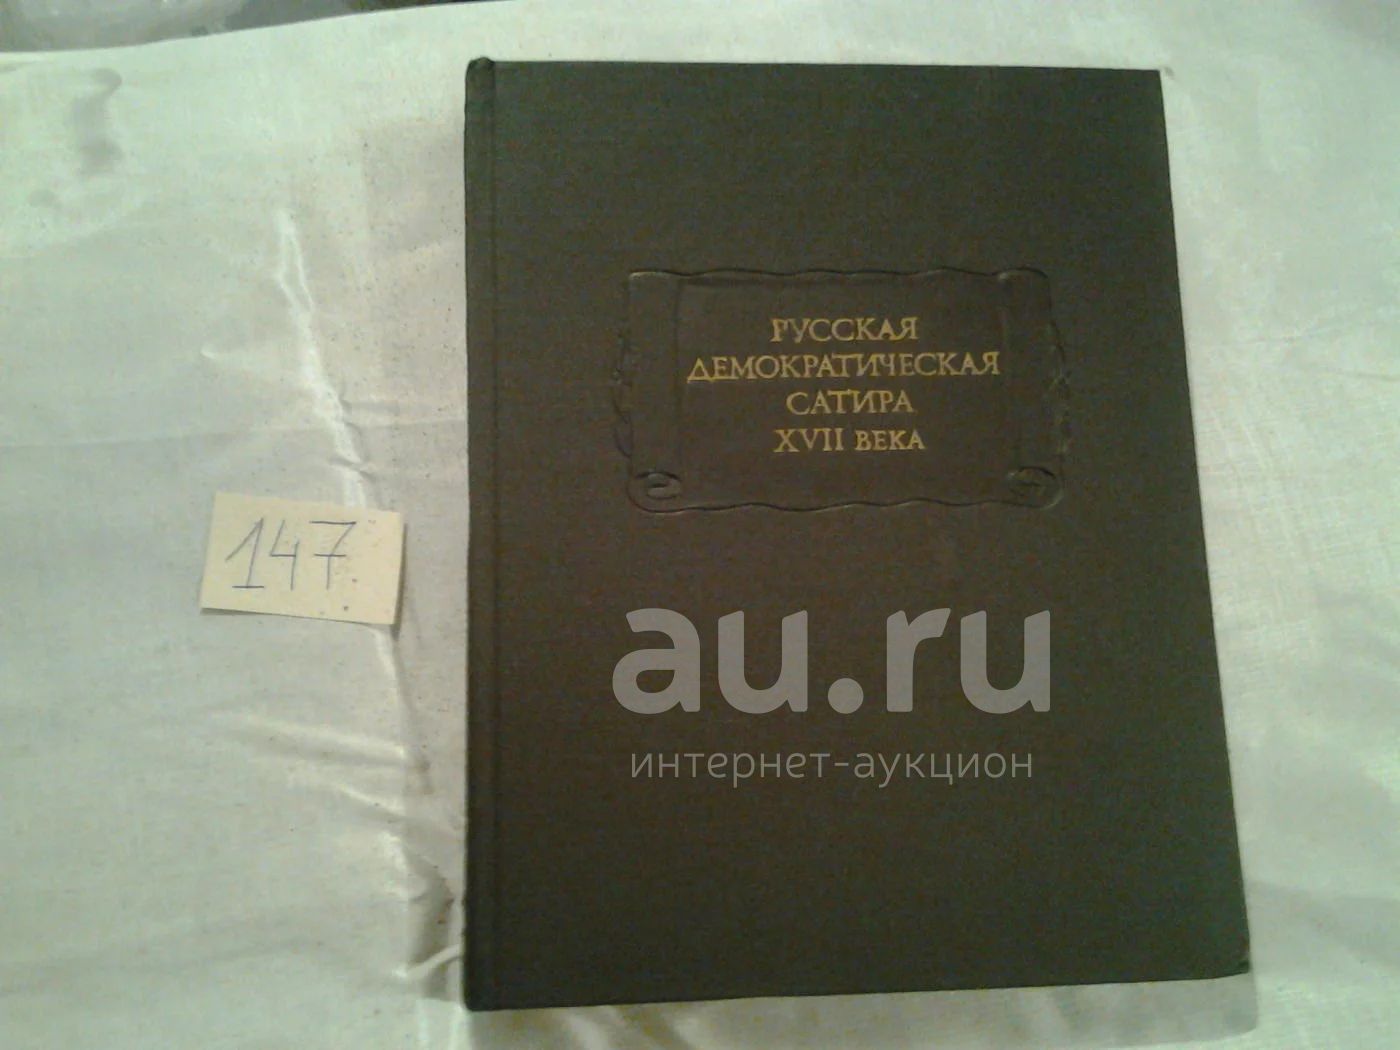 РУССКАЯ
ДЕМОКРАТИЧЕСКАЯ
САТИРА
XVII ВЕКА
147
au.ru
интернет-аукцион